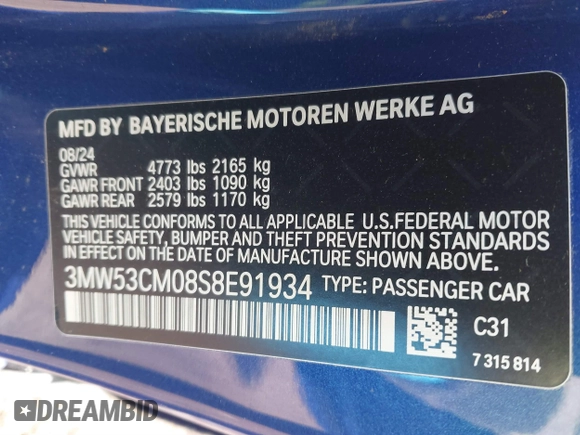 MFD BY BAYERISCHE MOTOREN WERKE AG
08/24
GVWR 4773 lbs 2165 kg
GAWR FRONT 2403 lbs 1090 kg
GAWR REAR 2579 lbs 1170 kg
THIS VEHICLE CONFORMS TO ALL APPLICABLE U.S.FEDERAL MOTOR
VEHICLE SAFETY, BUMPER AND THEFT PREVENTION STANDARDS
IN EFFECT ON THE DATE OF MANUFACTURE SHOWN ABOVE.
3MW53CM08S8E91934 TYPE: PASSENGER CAR
C31
7 315 814
DREAMBID